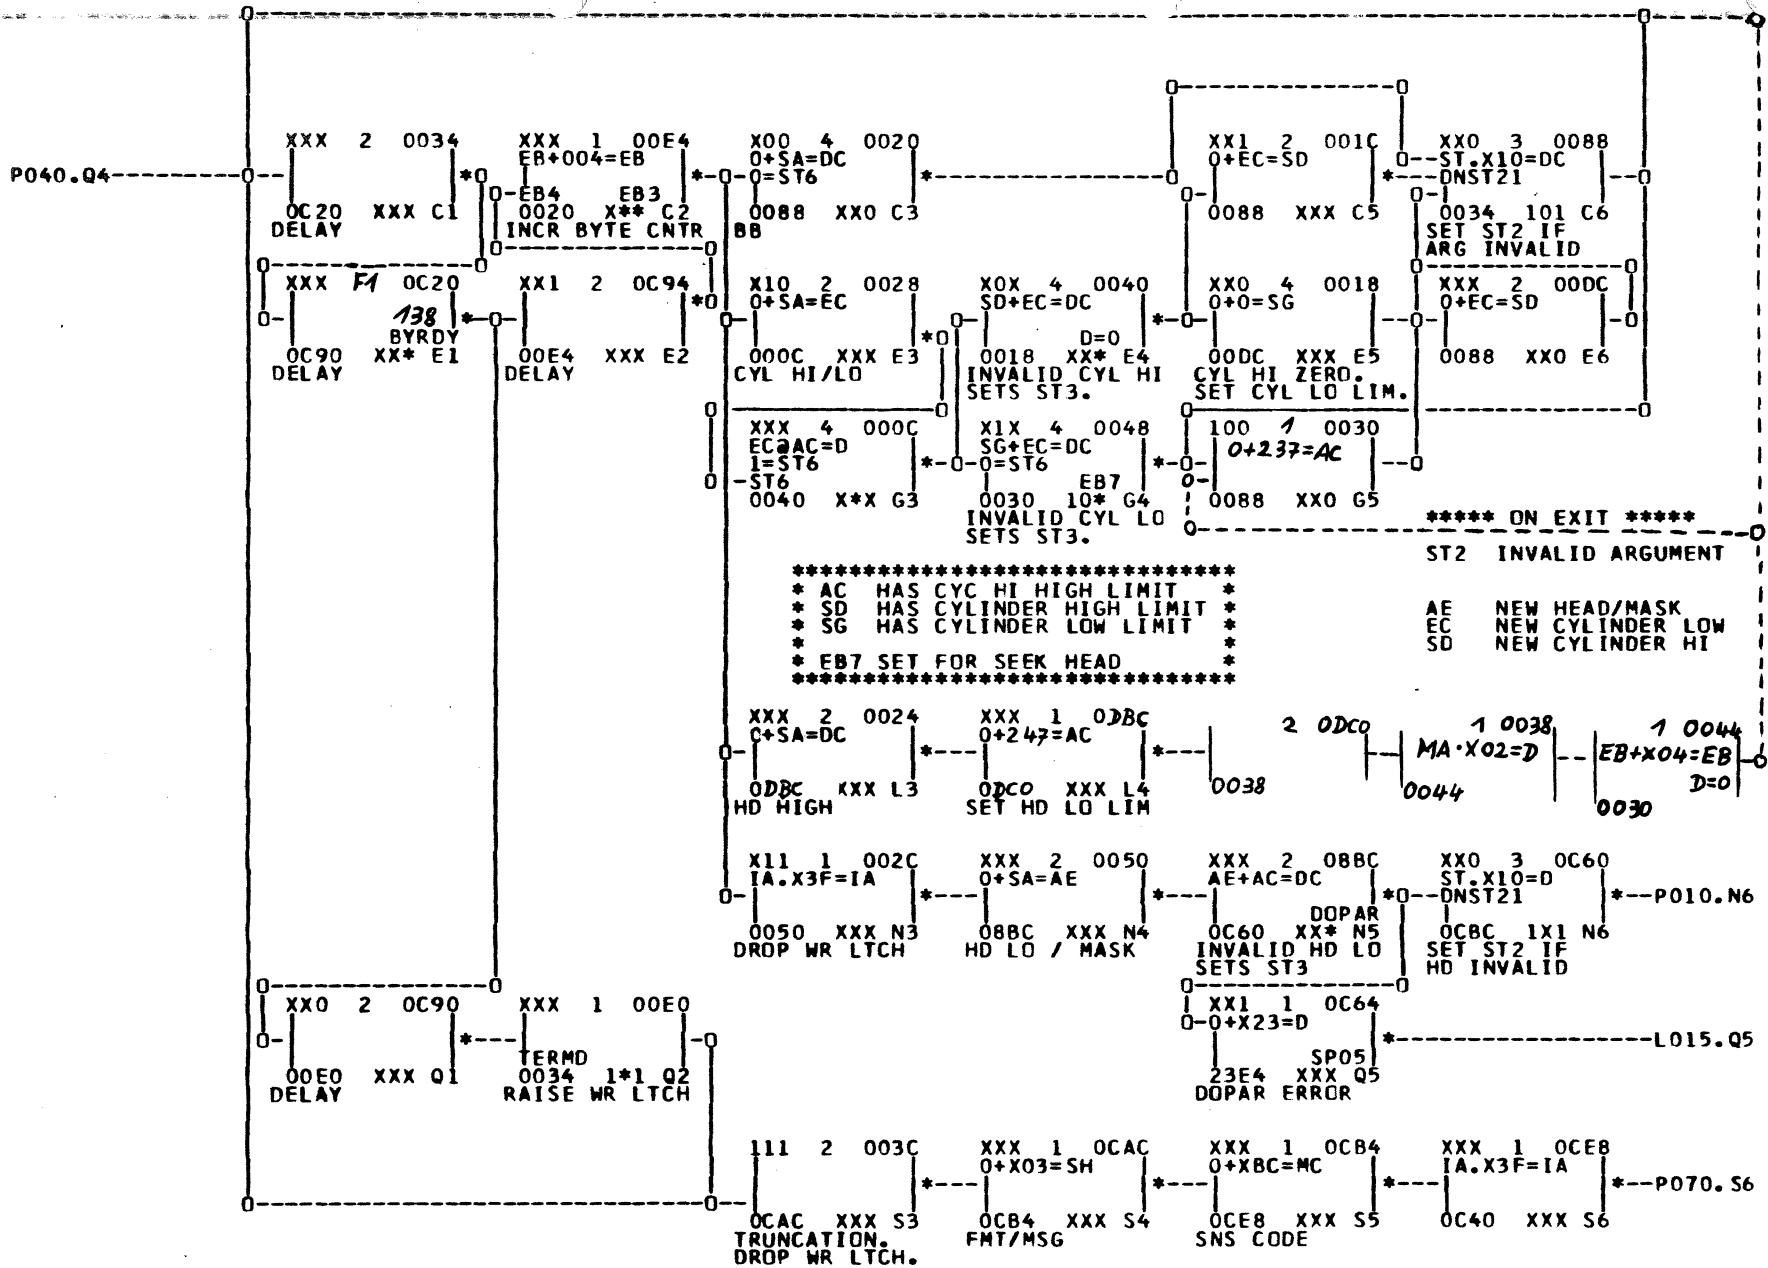 XXX 2 0034 XXX 1 00E4 X00 4 0020 XX1 2 001C XX0 3 0088
EB+004=EB 0+SA=DC 0+EC=SD ST.X10=DC
P040.Q4 * * 0=ST6 * * DNST21
EB4 EB3
0C20 XXX C1 0020 X** C2 0088 XX0 C3 0088 XXX C5 0034 101 C6
DELAY INCR BYTE CNTR BB SET ST2 IF
ARG INVALID
XXX F1 0C20 XX1 2 0C94 X10 2 0028 X0X 4 0040 XX0 4 0018 XXX 2 00DC
* 0+SA=EC SD+EC=DC 0+0=SG 0+EC=SD
138 * *
BYRDY * D=0
0C90 XX* E1 00E4 XXX E2 000C XXX E3 0018 XX* E4 00DC XXX E5 0088 XX0 E6
DELAY DELAY CYL HI/LO INVALID CYL HI CYL HI ZERO.
SETS ST3. SET CYL LO LIM.
XXX 4 000C X1X 4 0048 100 1 0030
EC@AC=D SG+EC=DC 0+237=AC
1=ST6 * 0=ST6 *
ST6 EB7
0040 X*X G3 0030 10* G4 0088 XX0 G5
INVALID CYL LO ***** ON EXIT *****
SETS ST3.
ST2 INVALID ARGUMENT
*******************************
* AC HAS CYC HI HIGH LIMIT *
* SD HAS CYLINDER HIGH LIMIT * AE NEW HEAD/MASK
* SG HAS CYLINDER LOW LIMIT * EC NEW CYLINDER LOW
* * SD NEW CYLINDER HI
* EB7 SET FOR SEEK HEAD *
*******************************
XXX 2 0024 XXX 1 0DBC 2 0DC0 1 0038 1 0044
0+SA=DC 0+247=AC MA·X02=D EB+X04=EB
* * D=0
0DBC XXX L3 0DC0 XXX L4 0038 0044 0030
HD HIGH SET HD LO LIM
X11 1 002C XXX 2 0050 XXX 2 08BC XX0 3 0C60
IA.X3F=IA 0+SA=AE AE+AC=DC ST.X10=D
* * * DNST21 * P010.N6
DOPAR
0050 XXX N3 08BC XXX N4 0C60 XX* N5 0CBC 1X1 N6
DROP WR LTCH HD LO / MASK INVALID HD LO SET ST2 IF
SETS ST3 HD INVALID
XX0 2 0C90 XXX 1 00E0 XX1 1 0C64
0+X23=D
* * L015.Q5
TERMD SP05
00E0 XXX Q1 0034 1*1 Q2 23E4 XXX Q5
DELAY RAISE WR LTCH DOPAR ERROR
111 2 003C XXX 1 0CAC XXX 1 0CB4 XXX 1 0CE8
0+X03=SH 0+XBC=MC IA.X3F=IA
* * * * P070.S6
0CAC XXX S3 0CB4 XXX S4 0CE8 XXX S5 0C40 XXX S6
TRUNCATION. FMT/MSG SNS CODE
DROP WR LTCH.